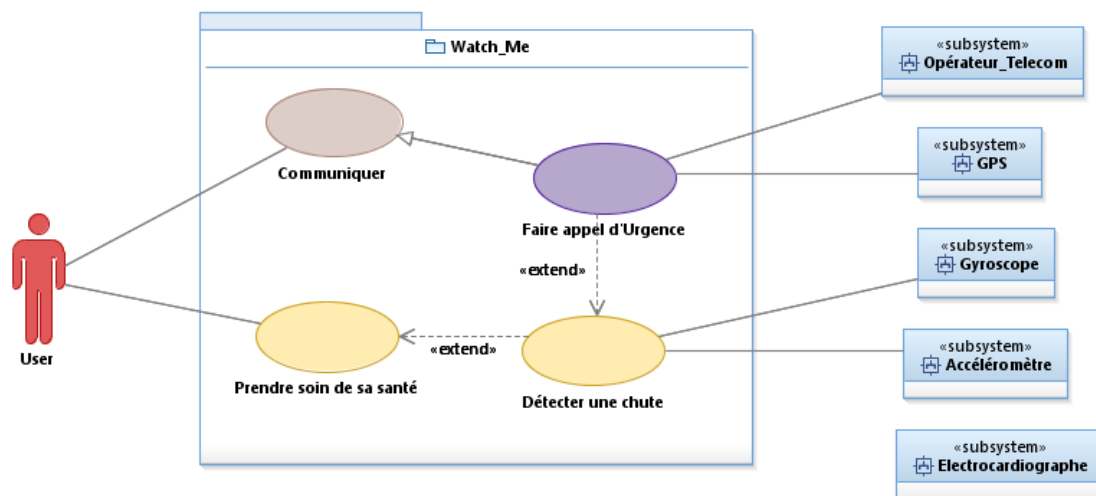 Watch_Me
«subsystem»
Opérateur_Telecom
«subsystem»
GPS
Communiquer
Faire appel d'Urgence
«extend»
«subsystem»
Gyroscope
User
Prendre soin de sa santé
«extend»
Détecter une chute
«subsystem»
Accéléromètre
«subsystem»
Electrocardiographe